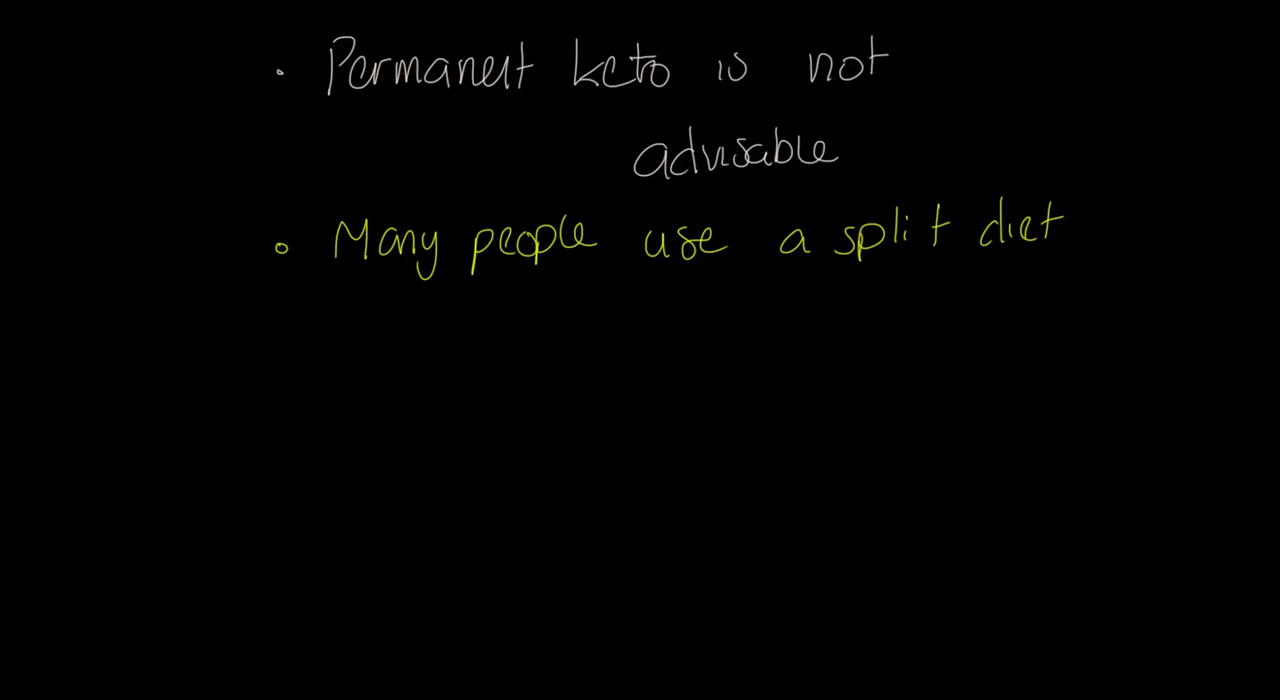 • Permanent keto is not
advisable
• Many people use a split diet